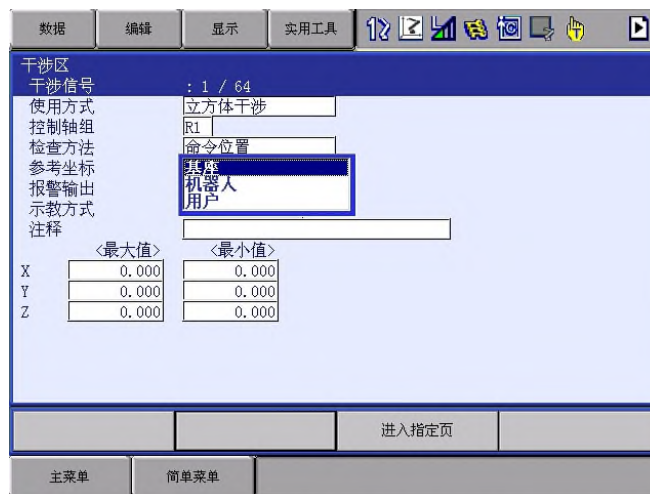 数据 编辑 显示 实用工具
干涉区
干涉信号 : 1 / 64
使用方式 立方体干涉
控制轴组 R1
检查方法 命令位置
参考坐标 基座
报警输出 机器人
示教方式 用户
注释
<最大值> <最小值>
X 0.000 0.000
Y 0.000 0.000
Z 0.000 0.000
进入指定页
主菜单 简单菜单